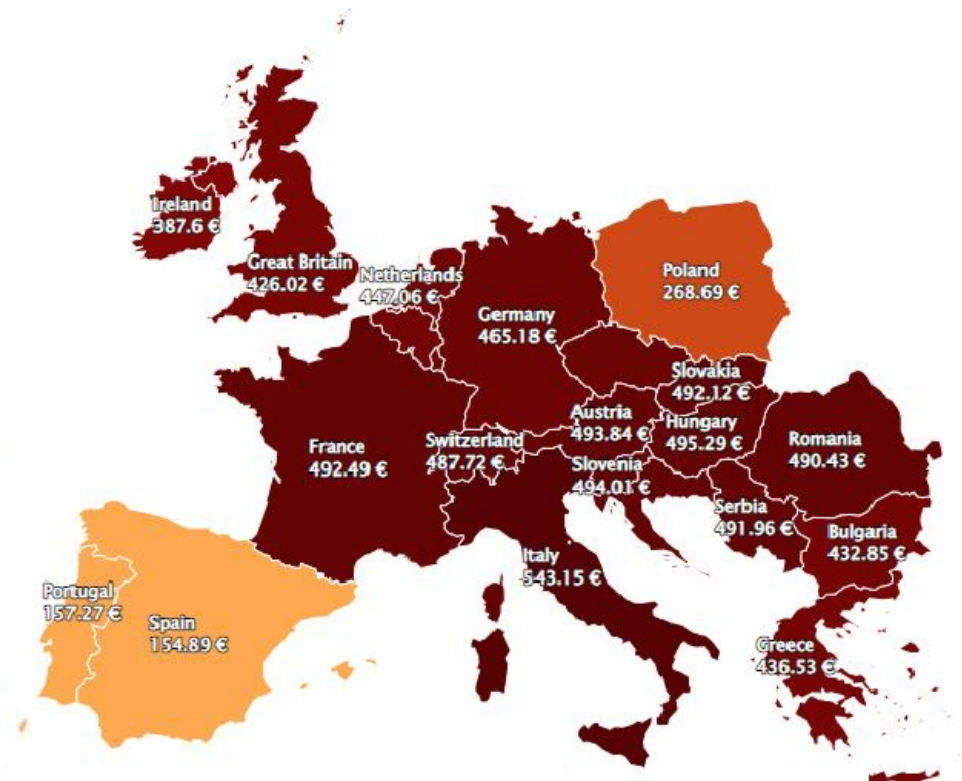 Ireland
387.6 €
Great Britain
426.02 €
Netherlands
447.06 €
Germany
465.18 €
Poland
268.69 €
Slovakia
492.12 €
Austria
493.84 €
Hungary
495.29 €
France
492.49 €
Switzerland
487.72 €
Slovenia
494.01 €
Romania
490.43 €
Serbia
491.96 €
Bulgaria
432.85 €
Italy
543.15 €
Portugal
157.27 €
Spain
154.89 €
Greece
436.53 €